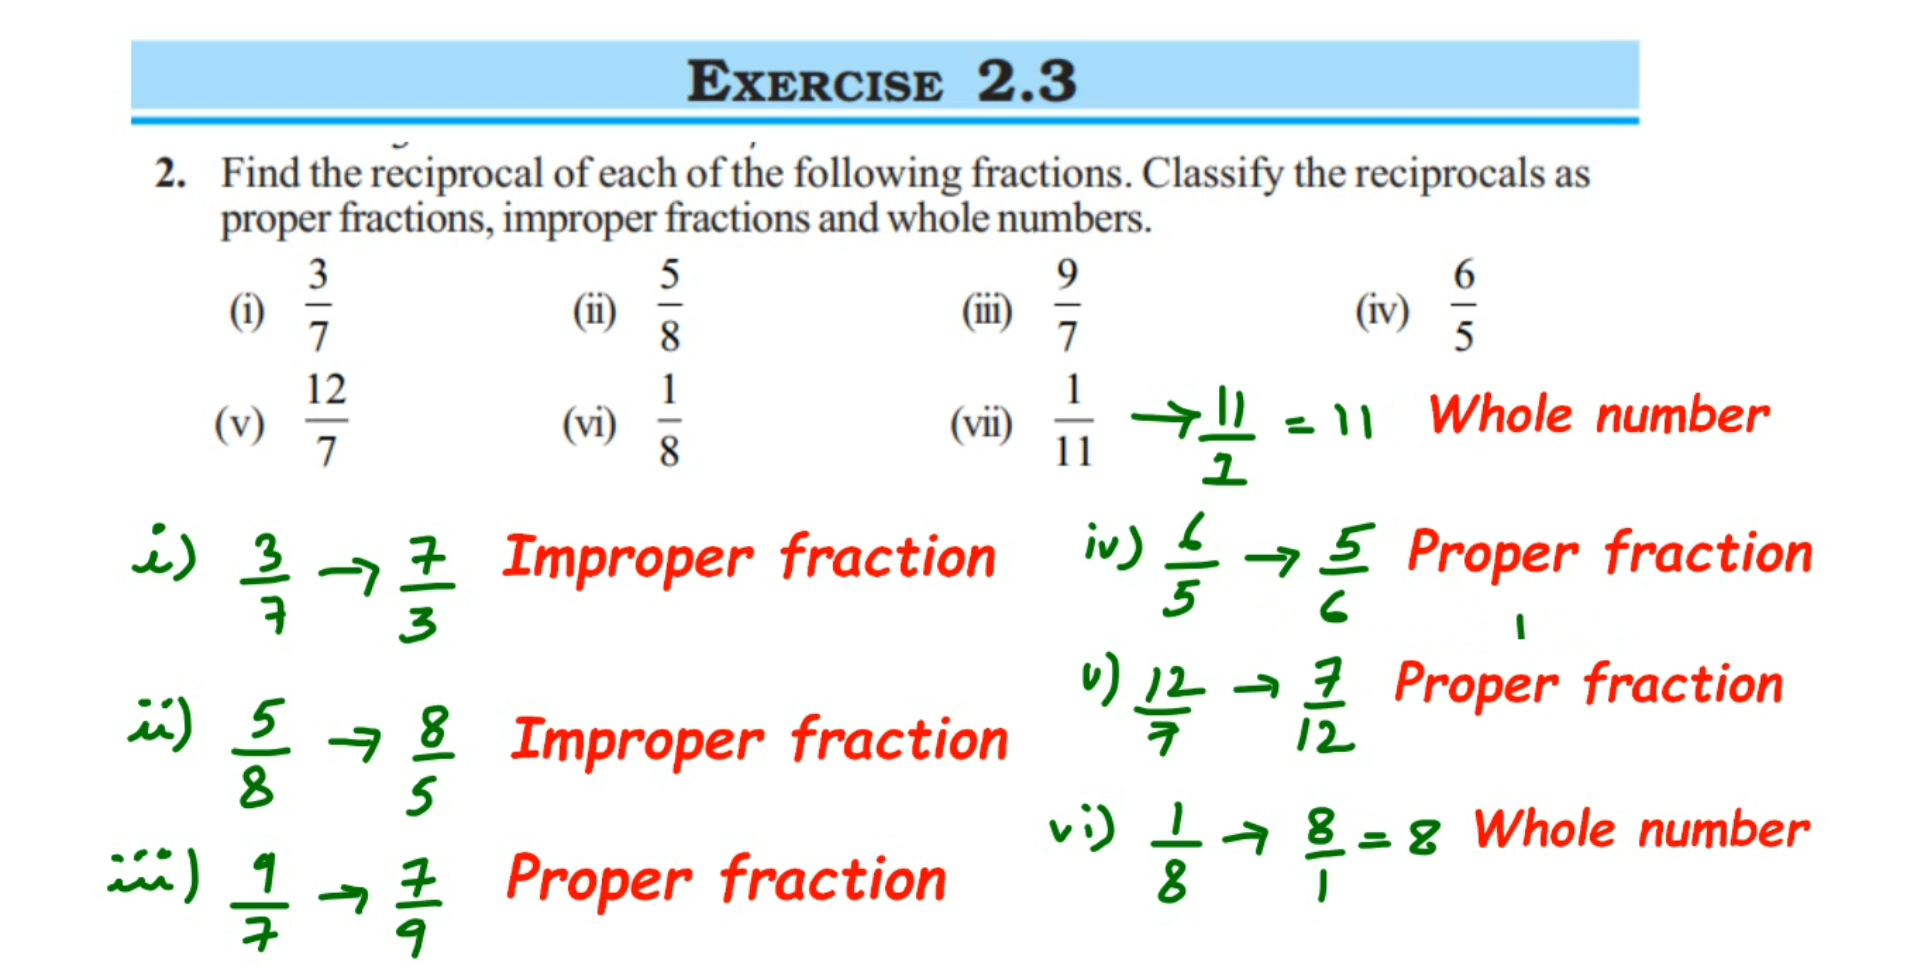 EXERCISE 2.3
2. Find the reciprocal of each of the following fractions. Classify the reciprocals as
proper fractions, improper fractions and whole numbers.
(i) 3/7 (ii) 5/8 (iii) 9/7 (iv) 6/5
(v) 12/7 (vi) 1/8 (vii) 1/11 → 11/1 = 11 Whole number
i) 3/7 → 7/3 Improper fraction
ii) 5/8 → 8/5 Improper fraction
iii) 9/7 → 7/9 Proper fraction
iv) 6/5 → 5/6 Proper fraction
v) 12/7 → 7/12 Proper fraction
vi) 1/8 → 8/1 = 8 Whole number